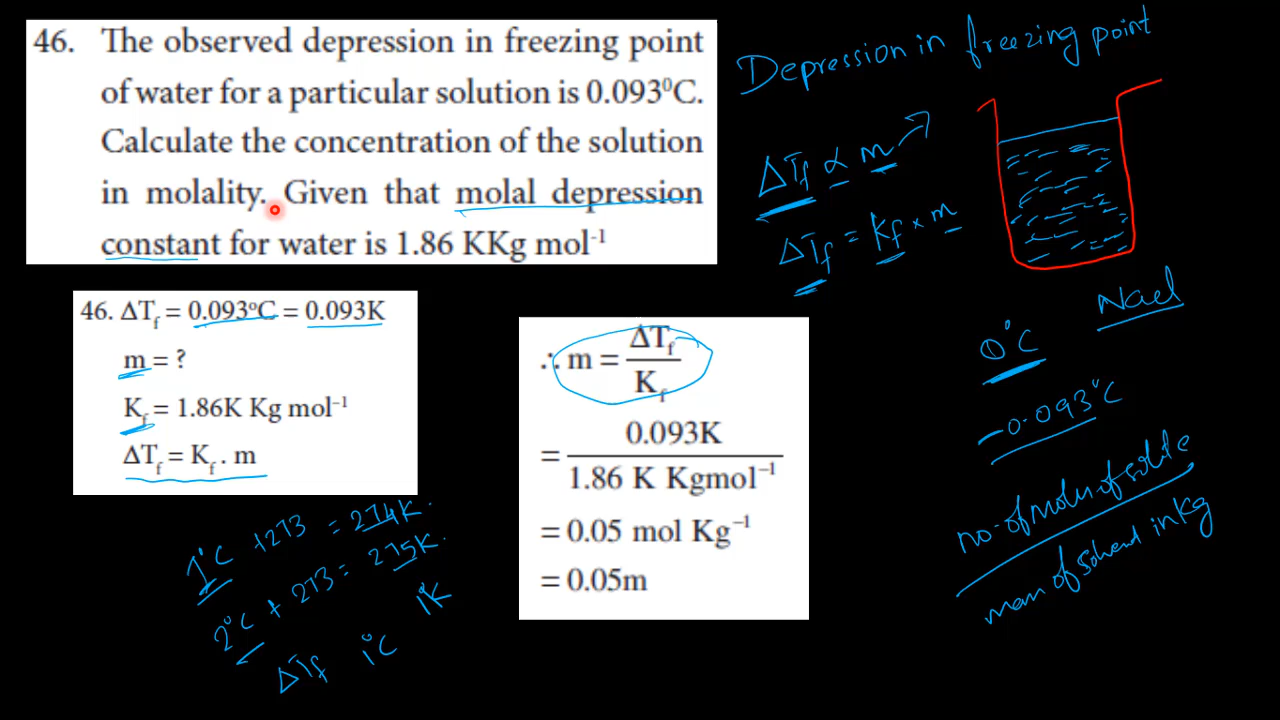 46. The observed depression in freezing point
of water for a particular solution is 0.093⁰C.
Calculate the concentration of the solution
in molality. Given that molal depression
constant for water is 1.86 KKg mol⁻¹
Depression in freezing point
ΔTf ∝ m
ΔTf = kf × m
46. ΔTf = 0.093°C = 0.093K
m = ?
Kf = 1.86K Kg mol⁻¹
ΔTf = Kf . m
∴ m = ΔTf
Kf
= 0.093K
1.86 K Kgmol⁻¹
= 0.05 mol Kg⁻¹
= 0.05m
0°C
-0.093°C
no. of moles of solute
mass of solvent in Kg
1°C +273 = 274K.
2°C + 273 = 275K.
ΔTf 1°C 1K